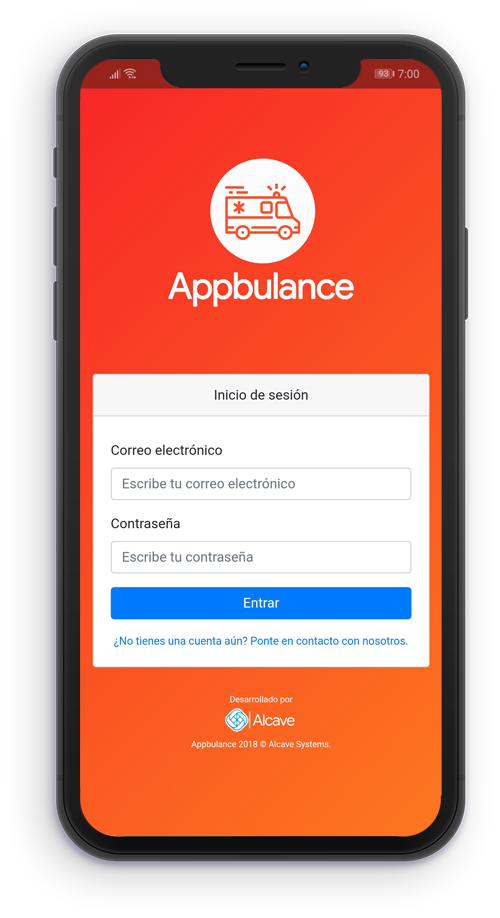 93 7:00
Appbulance
Inicio de sesión
Correo electrónico
Escribe tu correo electrónico
Contraseña
Escribe tu contraseña
Entrar
¿No tienes una cuenta aún? Ponte en contacto con nosotros.
Desarrollado por
Alcave
Appbulance 2018 © Alcave Systems.